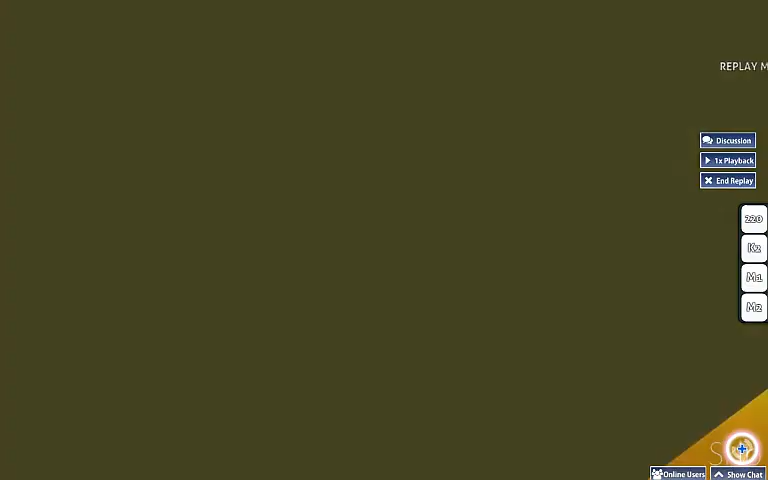 REPLAY M
Discussion
1x Playback
End Replay
220
K2
M1
M2
Online Users
Show Chat